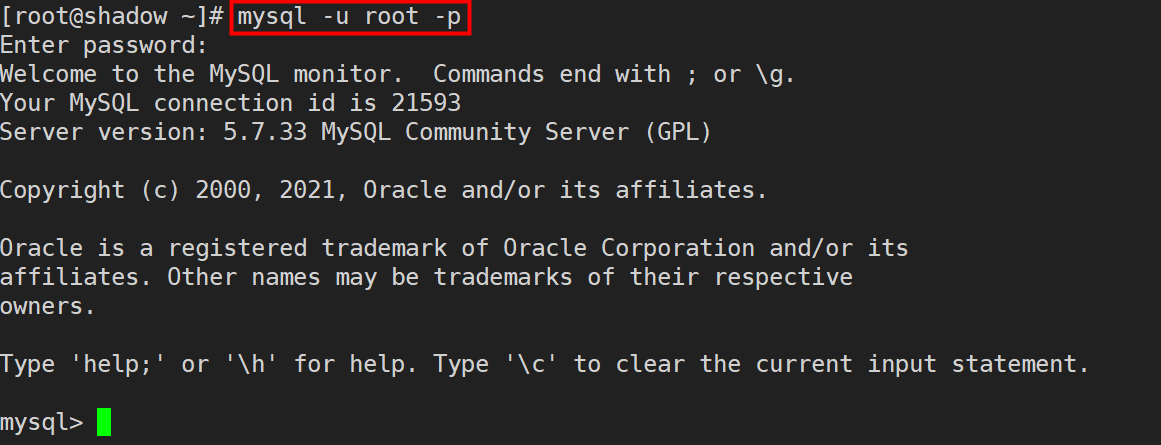 [root@shadow ~]# mysql -u root -p
Enter password:
Welcome to the MySQL monitor.  Commands end with ; or \g.
Your MySQL connection id is 21593
Server version: 5.7.33 MySQL Community Server (GPL)
Copyright (c) 2000, 2021, Oracle and/or its affiliates.
Oracle is a registered trademark of Oracle Corporation and/or its
affiliates. Other names may be trademarks of their respective
owners.
Type 'help;' or '\h' for help. Type '\c' to clear the current input statement.
mysql>